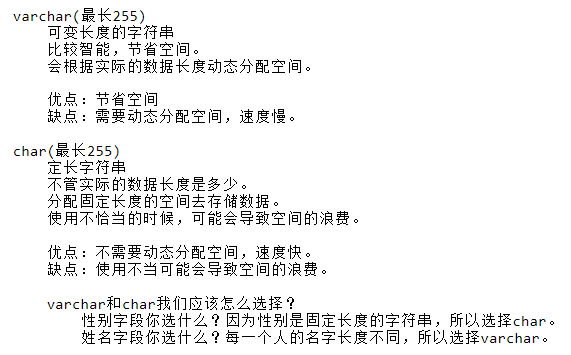 varchar(最长255)
可变长度的字符串
比较智能，节省空间。
会根据实际的数据长度动态分配空间。
优点：节省空间
缺点：需要动态分配空间，速度慢。
char(最长255)
定长字符串
不管实际的数据长度是多少。
分配固定长度的空间去存储数据。
使用不恰当的时候，可能会导致空间的浪费。
优点：不需要动态分配空间，速度快。
缺点：使用不当可能会导致空间的浪费。
varchar和char我们应该怎么选择？
性别字段你选什么？因为性别是固定长度的字符串，所以选择char。
姓名字段你选什么？每一个人的名字长度不同，所以选择varchar。